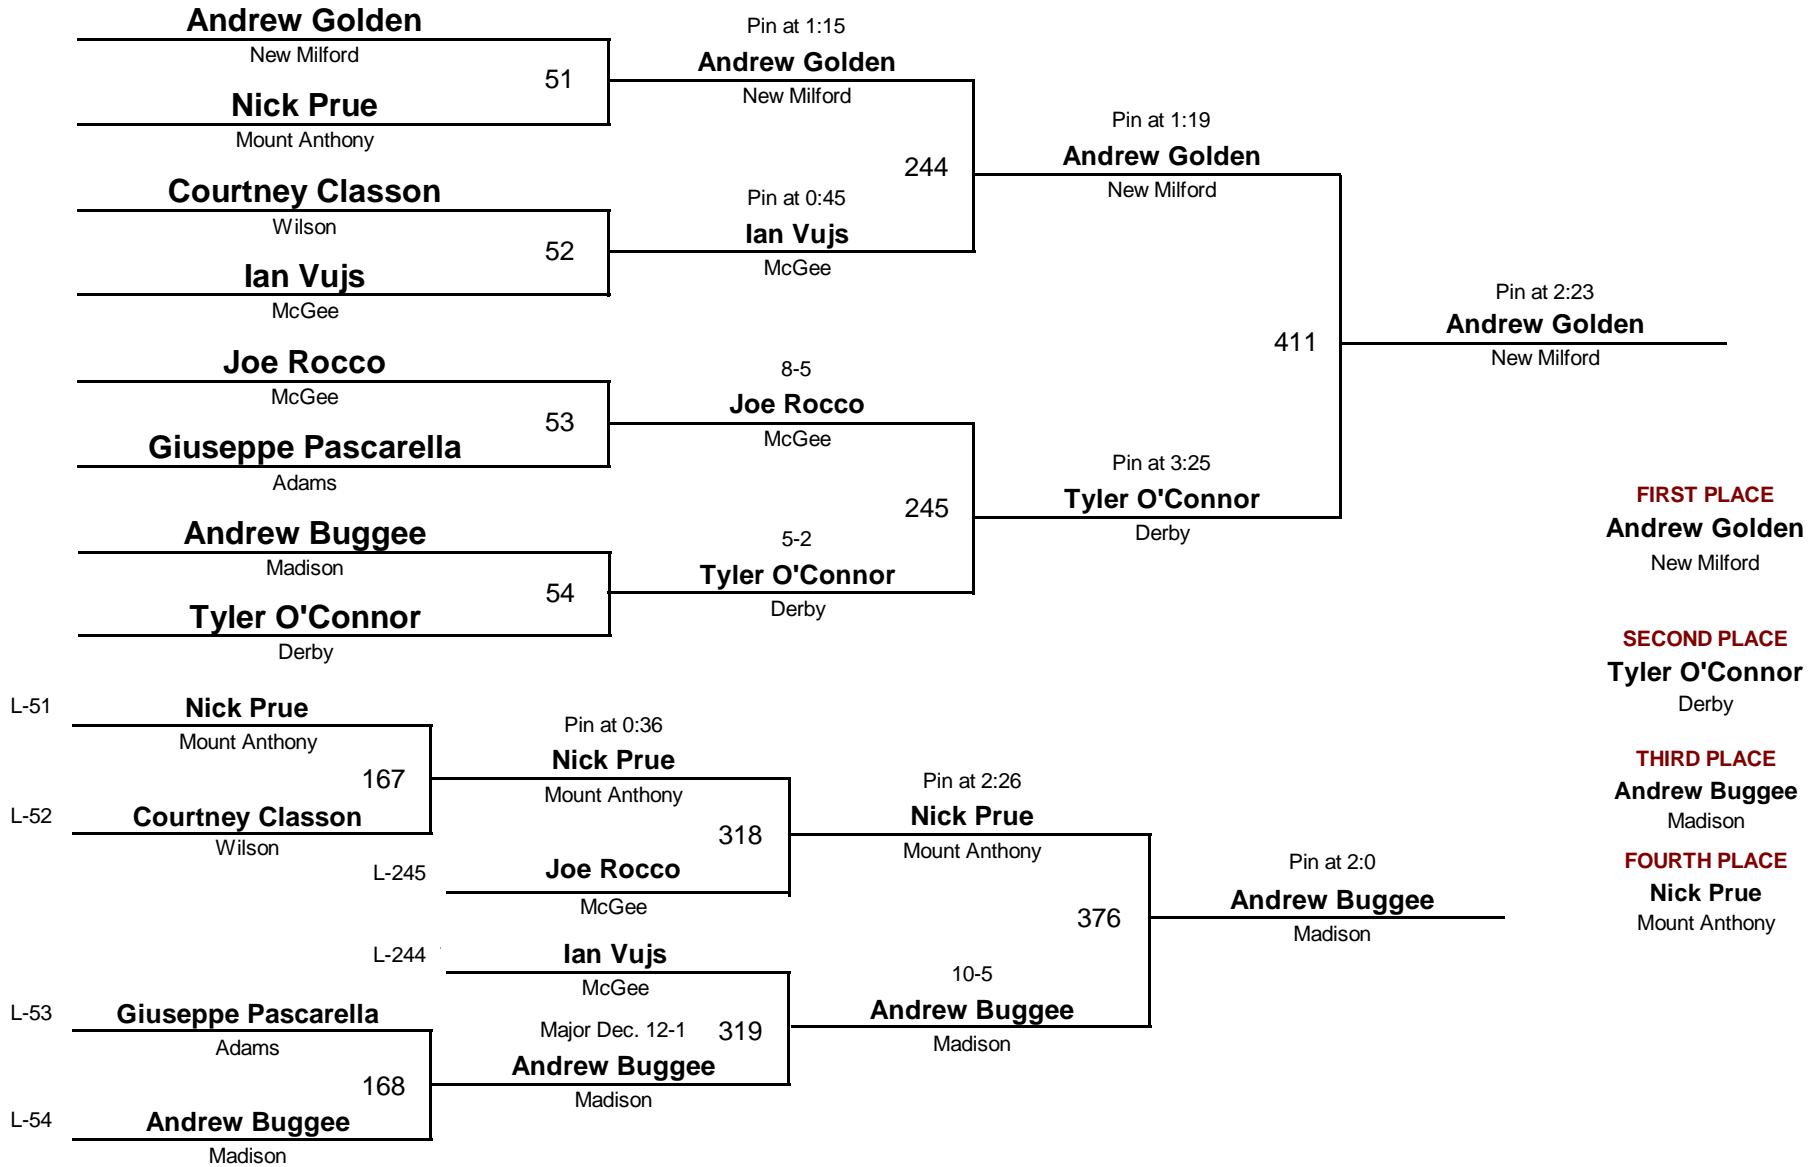 Andrew Golden
New Milford
51
Nick Prue
Mount Anthony
Courtney Classon
Wilson
52
Ian Vujs
McGee
Joe Rocco
McGee
53
Giuseppe Pascarella
Adams
Andrew Buggee
Madison
54
Tyler O'Connor
Derby
Pin at 1:15
Andrew Golden
New Milford
244
Pin at 0:45
Ian Vujs
McGee
8-5
Joe Rocco
McGee
245
5-2
Tyler O'Connor
Derby
Pin at 1:19
Andrew Golden
New Milford
411
Pin at 3:25
Tyler O'Connor
Derby
Pin at 2:23
Andrew Golden
New Milford
L-51
Nick Prue
Mount Anthony
167
L-52
Courtney Classon
Wilson
Pin at 0:36
Nick Prue
Mount Anthony
318
L-245
Joe Rocco
McGee
L-244
Ian Vujs
McGee
319
Major Dec. 12-1
Andrew Buggee
Madison
L-53
Giuseppe Pascarella
Adams
168
L-54
Andrew Buggee
Madison
Pin at 2:26
Nick Prue
Mount Anthony
376
10-5
Andrew Buggee
Madison
Pin at 2:0
Andrew Buggee
Madison
FIRST PLACE
Andrew Golden
New Milford
SECOND PLACE
Tyler O'Connor
Derby
THIRD PLACE
Andrew Buggee
Madison
FOURTH PLACE
Nick Prue
Mount Anthony